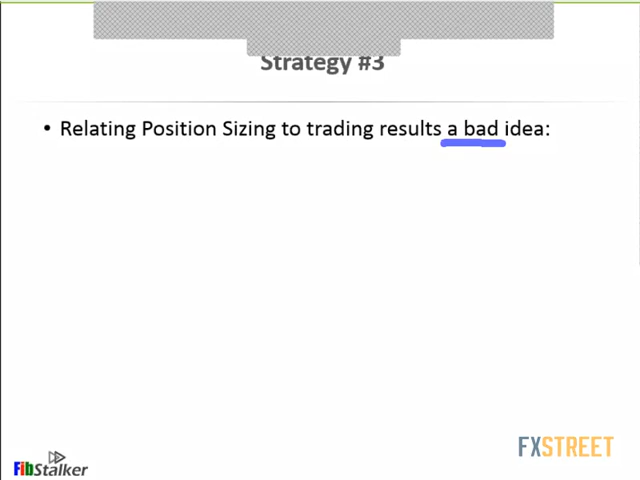 Strategy #3
• Relating Position Sizing to trading results a bad idea:
FXSTREET
FibStalker